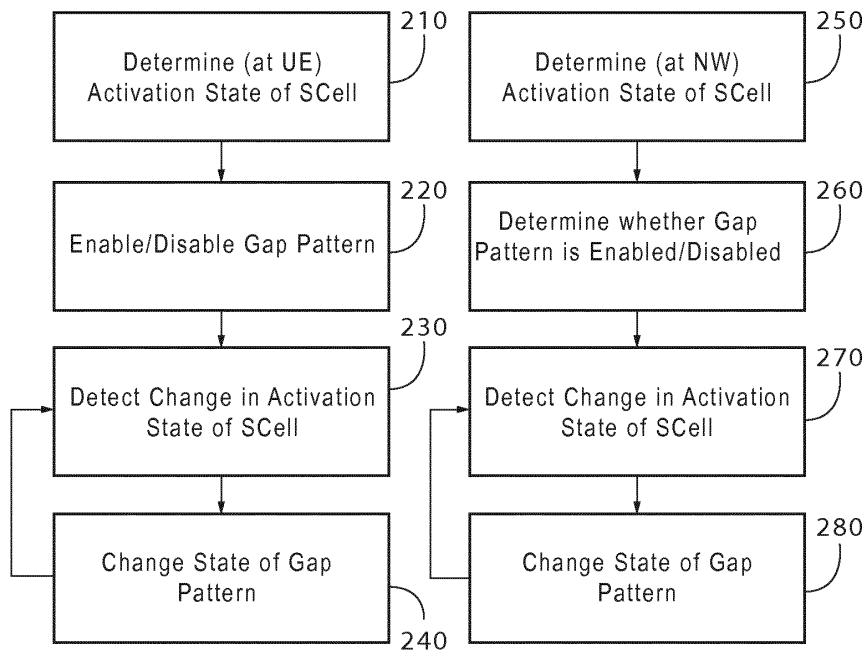 210
Determine (at UE)
Activation State of SCell
220
Enable/Disable Gap Pattern
230
Detect Change in Activation
State of SCell
Change State of Gap
Pattern
240
250
Determine (at NW)
Activation State of SCell
260
Determine whether Gap
Pattern is Enabled/Disabled
270
Detect Change in Activation
State of SCell
280
Change State of Gap
Pattern